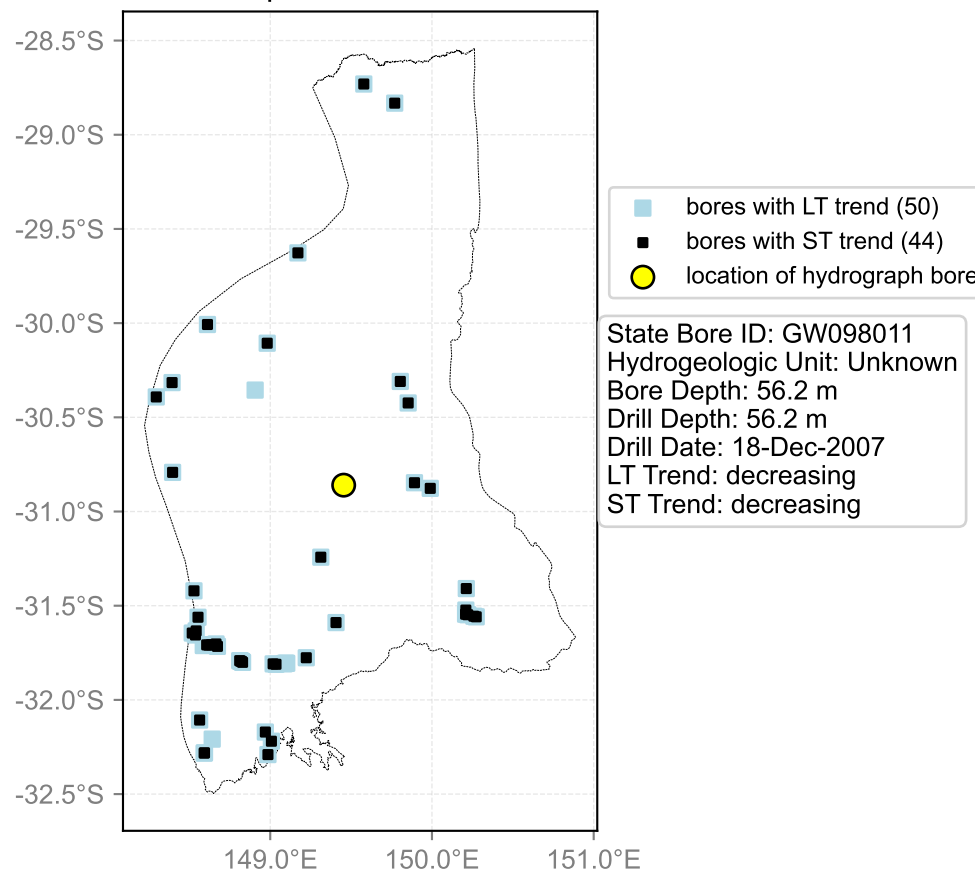 -28.5°S
-29.0°S
-29.5°S
-30.0°S
-30.5°S
-31.0°S
-31.5°S
-32.0°S
-32.5°S
149.0°E 150.0°E 151.0°E
bores with LT trend (50)
bores with ST trend (44)
location of hydrograph bore
State Bore ID: GW098011
Hydrogeologic Unit: Unknown
Bore Depth: 56.2 m
Drill Depth: 56.2 m
Drill Date: 18-Dec-2007
LT Trend: decreasing
ST Trend: decreasing